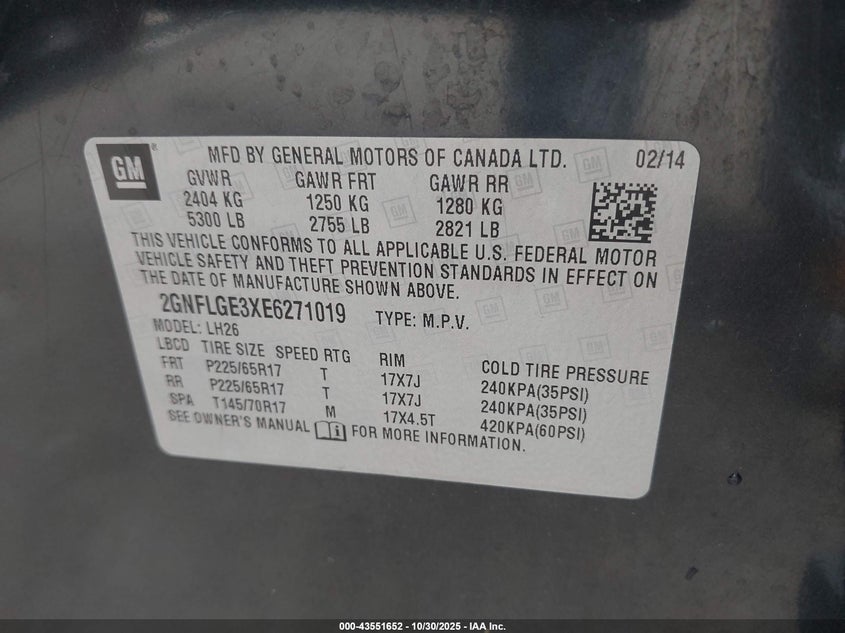 GM ® MFD BY GENERAL MOTORS OF CANADA LTD. 02/14
GVWR GAWR FRT GAWR RR
2404 KG 1250 KG 1280 KG
5300 LB 2755 LB 2821 LB
THIS VEHICLE CONFORMS TO ALL APPLICABLE U.S. FEDERAL MOTOR
VEHICLE SAFETY AND THEFT PREVENTION STANDARDS IN EFFECT ON
THE DATE OF MANUFACTURE SHOWN ABOVE.
2GNFLGE3XE6271019 TYPE: M.P.V.
MODEL: LH26
LBCD TIRE SIZE SPEED RTG RIM COLD TIRE PRESSURE
FRT P225/65R17 T 17X7J 240KPA(35PSI)
RR P225/65R17 T 17X7J 240KPA(35PSI)
SPA T145/70R17 M 17X4.5T 420KPA(60PSI)
SEE OWNER'S MANUAL i FOR MORE INFORMATION.
000-43551652 - 10/30/2025 - IAA Inc.